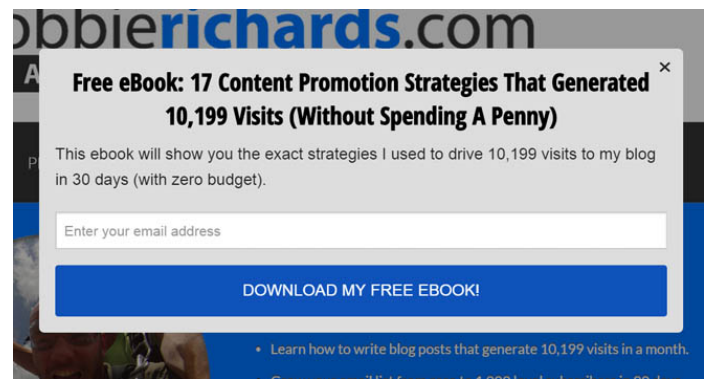 obbierichards.com
A
Free eBook: 17 Content Promotion Strategies That Generated
10,199 Visits (Without Spending A Penny)
This ebook will show you the exact strategies I used to drive 10,199 visits to my blog
in 30 days (with zero budget).
Enter your email address
DOWNLOAD MY FREE EBOOK!
• Learn how to write blog posts that generate 10,199 visits in a month.